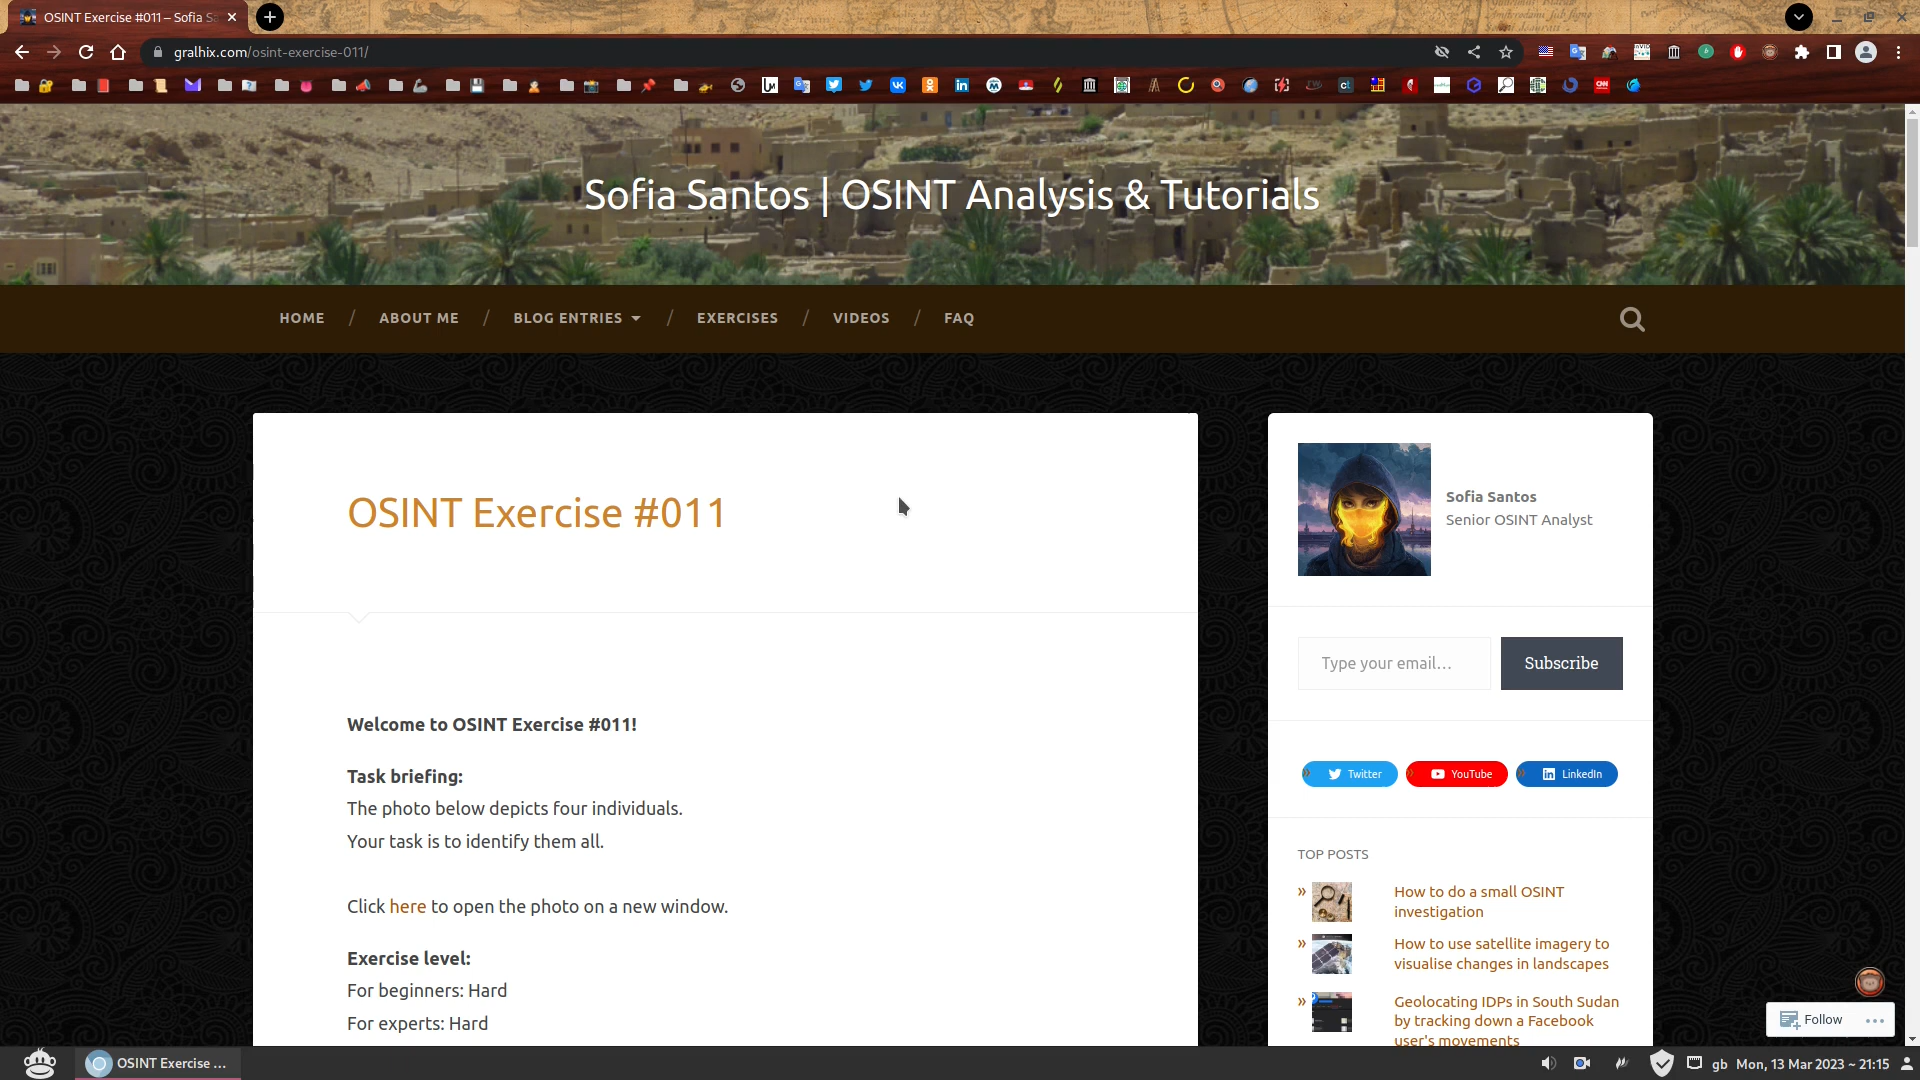 OSINT Exercise #011 – Sofia Sa
gralhix.com/osint-exercise-011/
Sofia Santos | OSINT Analysis & Tutorials
HOME / ABOUT ME / BLOG ENTRIES / EXERCISES / VIDEOS / FAQ
OSINT Exercise #011
Welcome to OSINT Exercise #011!
Task briefing:
The photo below depicts four individuals.
Your task is to identify them all.
Click here to open the photo on a new window.
Exercise level:
For beginners: Hard
For experts: Hard
Sofia Santos
Senior OSINT Analyst
Type your email…
Subscribe
Twitter
YouTube
LinkedIn
TOP POSTS
» How to do a small OSINT
investigation
» How to use satellite imagery to
visualise changes in landscapes
» Geolocating IDPs in South Sudan
by tracking down a Facebook
user's movements
Follow
OSINT Exercise ...
gb Mon, 13 Mar 2023 ~ 21:15